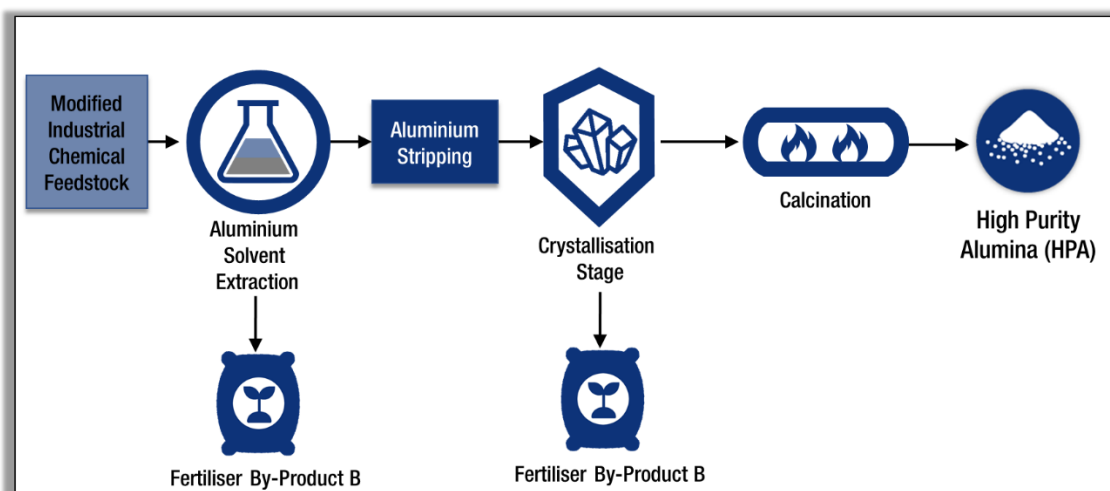 Modified
Industrial
Chemical
Feedstock
Aluminium
Solvent
Extraction
Aluminium
Stripping
Crystallisation
Stage
Calcination
High Purity
Alumina (HPA)
Fertiliser By-Product B
Fertiliser By-Product B